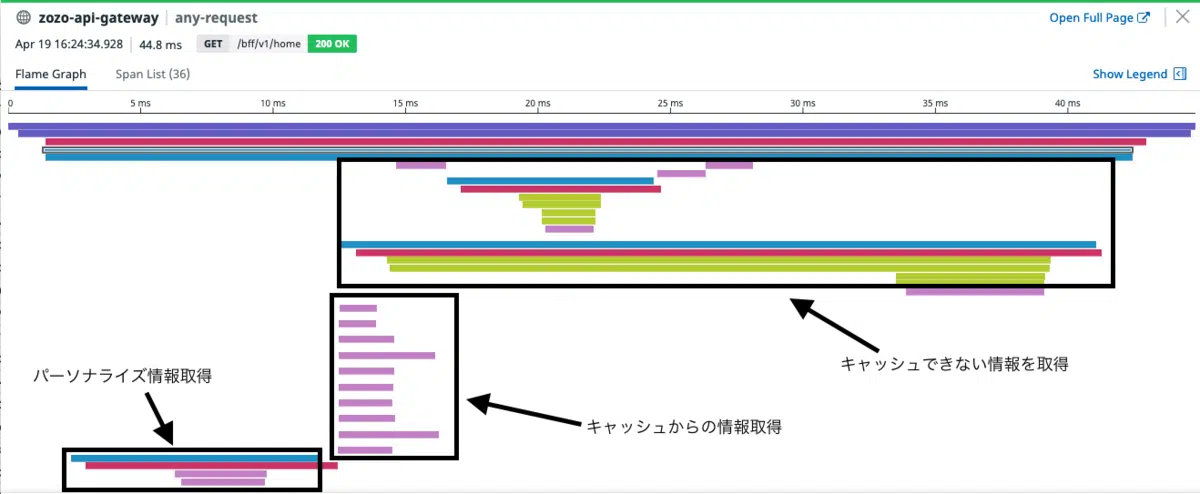 zozo-api-gateway any-request
Open Full Page
Apr 19 16:24:34.928 44.8 ms GET /bff/v1/home 200 OK
Flame Graph Span List (36)
Show Legend
0 5 ms 10 ms 15 ms 20 ms 25 ms 30 ms 35 ms 40 ms
キャッシュできない情報を取得
パーソナライズ情報取得
キャッシュからの情報取得